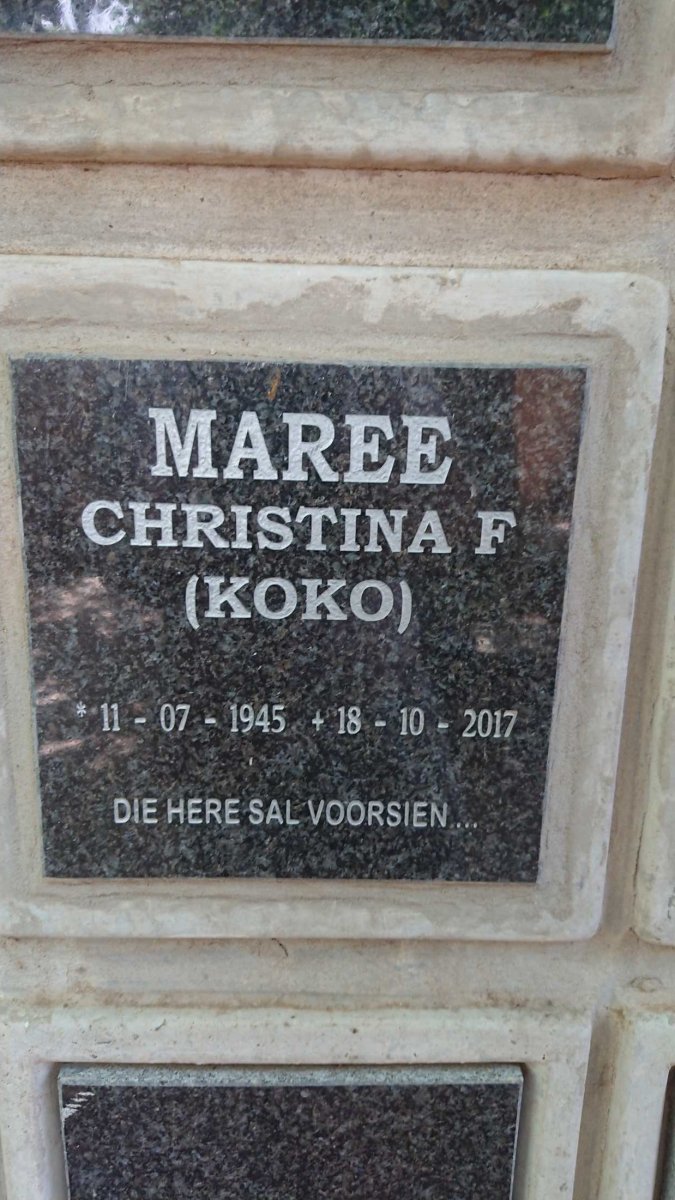 MAREE
CHRISTINA F
(KOKO)
* 11 - 07 - 1945 + 18 - 10 - 2017
DIE HERE SAL VOORSIEN...